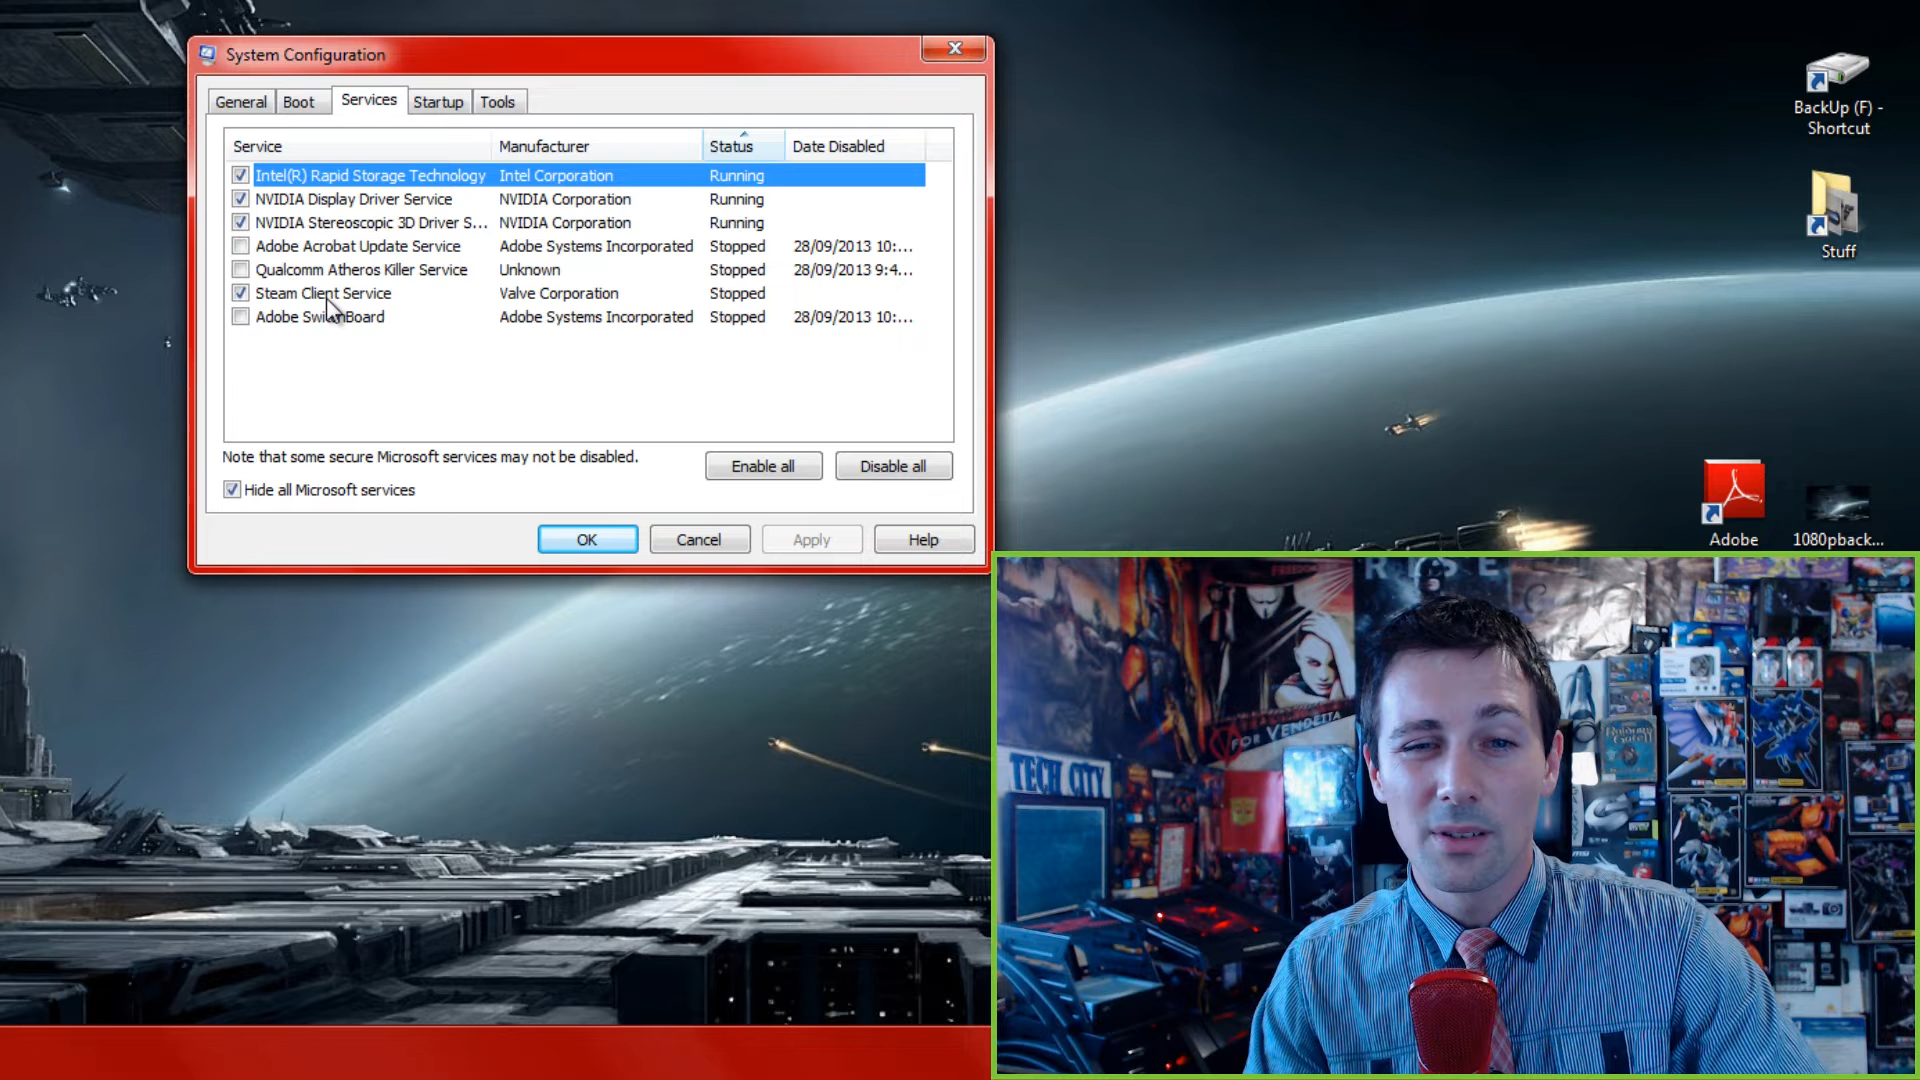 System Configuration
General Boot Services Startup Tools
Service Manufacturer Status Date Disabled
Intel(R) Rapid Storage Technology Intel Corporation Running
NVIDIA Display Driver Service NVIDIA Corporation Running
NVIDIA Stereoscopic 3D Driver S... NVIDIA Corporation Running
Adobe Acrobat Update Service Adobe Systems Incorporated Stopped 28/09/2013 10:...
Qualcomm Atheros Killer Service Unknown Stopped 28/09/2013 9:4...
Steam Client Service Valve Corporation Stopped
Adobe SwitchBoard Adobe Systems Incorporated Stopped 28/09/2013 10:...
Note that some secure Microsoft services may not be disabled.
Enable all Disable all
Hide all Microsoft services
OK Cancel Apply Help
BackUp (F) -
Shortcut
Stuff
Adobe
1080pback...
FREEDOM
RISE
FOR VENDETTA
TECH CITY